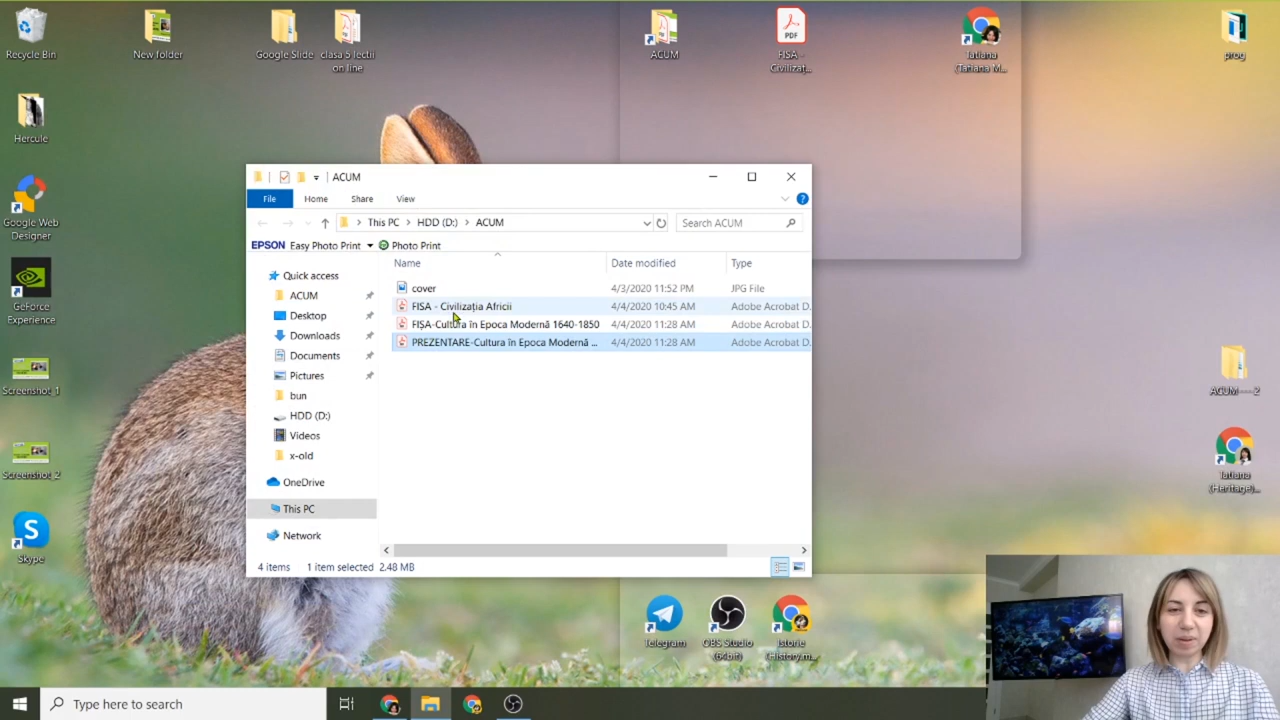 Recycle Bin
New folder
Google Slide
clasa 5 lectii
on line
ACUM
PDF
FISA -
Civilizaț...
Tatiana
(Tatiana M...
prog
Hercule
Google Web
Designer
GeForce
Experience
Screenshot_1
Screenshot_2
S
Skype
ACUM
File
Home
Share
View
This PC
HDD (D:)
ACUM
Search ACUM
EPSON Easy Photo Print
Photo Print
Name
Date modified
Type
Quick access
ACUM
Desktop
Downloads
Documents
Pictures
bun
HDD (D:)
Videos
x-old
OneDrive
This PC
Network
cover 4/3/2020 11:52 PM JPG File
FISA - Civilizația Africii 4/4/2020 10:45 AM Adobe Acrobat D.
FIȘA-Cultura în Epoca Modernă 1640-1850 4/4/2020 11:28 AM Adobe Acrobat D.
PREZENTARE-Cultura în Epoca Modernă ... 4/4/2020 11:28 AM Adobe Acrobat D.
4 items 1 item selected 2.48 MB
ACUM----2
Tatiana
(Heritage)...
Telegram
OBS Studio
(64bit)
Istorie
(History.m...
Type here to search